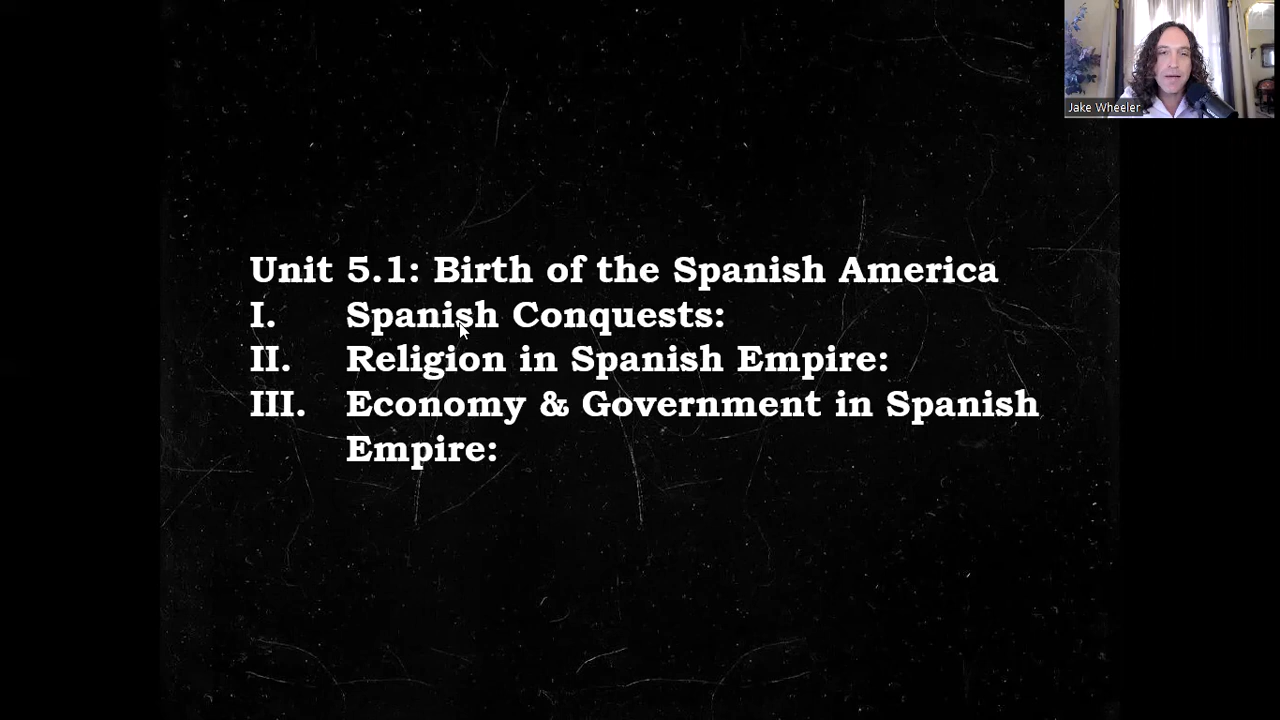 Jake Wheeler
Unit 5.1: Birth of the Spanish America
I. Spanish Conquests:
II. Religion in Spanish Empire:
III. Economy & Government in Spanish
Empire: